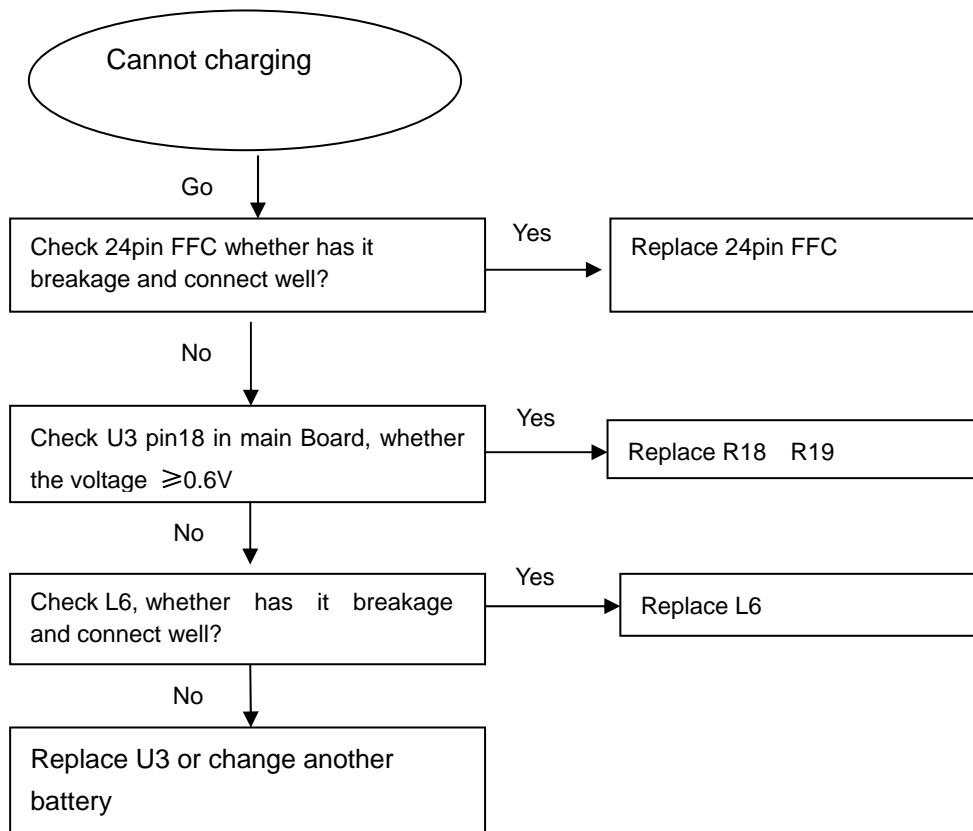 Cannot charging
Go
Check 24pin FFC whether has it
breakage and connect well?
Yes
Replace 24pin FFC
No
Check U3 pin18 in main Board, whether
the voltage ≥0.6V
Yes
Replace R18 R19
No
Check L6, whether has it breakage
and connect well?
Yes
Replace L6
No
Replace U3 or change another
battery